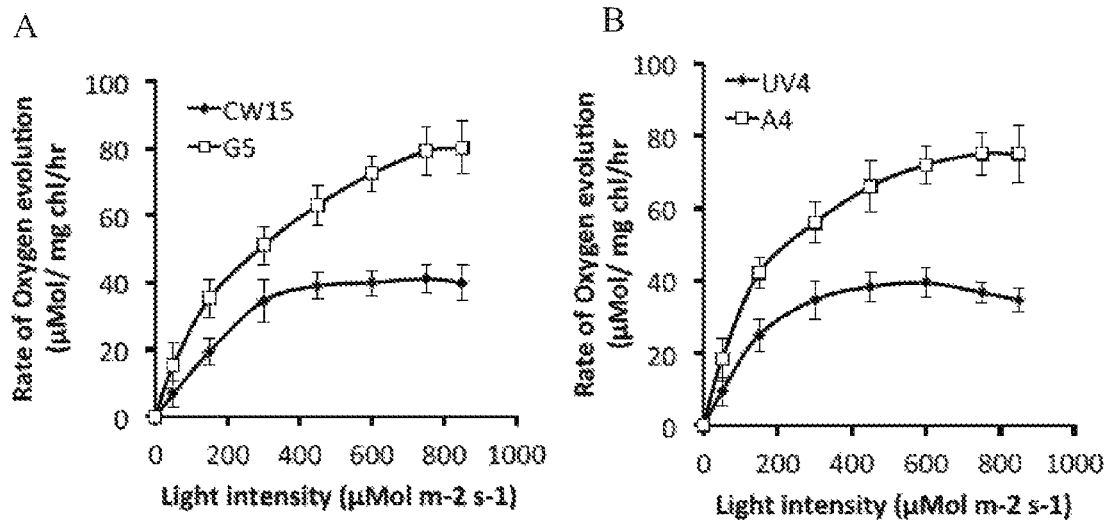 A
Rate of Oxygen evolution
(µMol/ mg chl/hr
100
80
60
40
20
0
CW15
G5
0 200 400 600 800 1000
Light intensity (µMol m-2 s-1)
B
Rate of Oxygen evolution
(µMol/ mg chl/hr
100
80
60
40
20
0
UV4
A4
0 200 400 600 800 1000
Light intensity (µMol m-2 s-1)